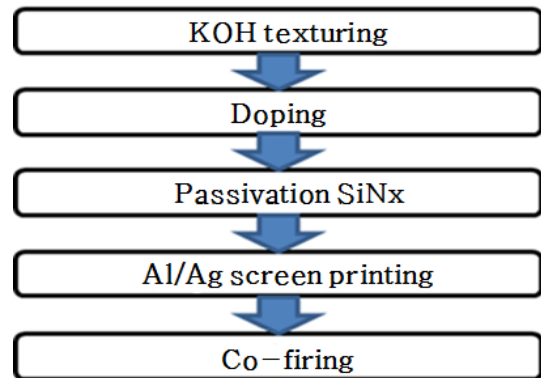 KOH texturing
Doping
Passivation SiNx
Al/Ag screen printing
Co-firing